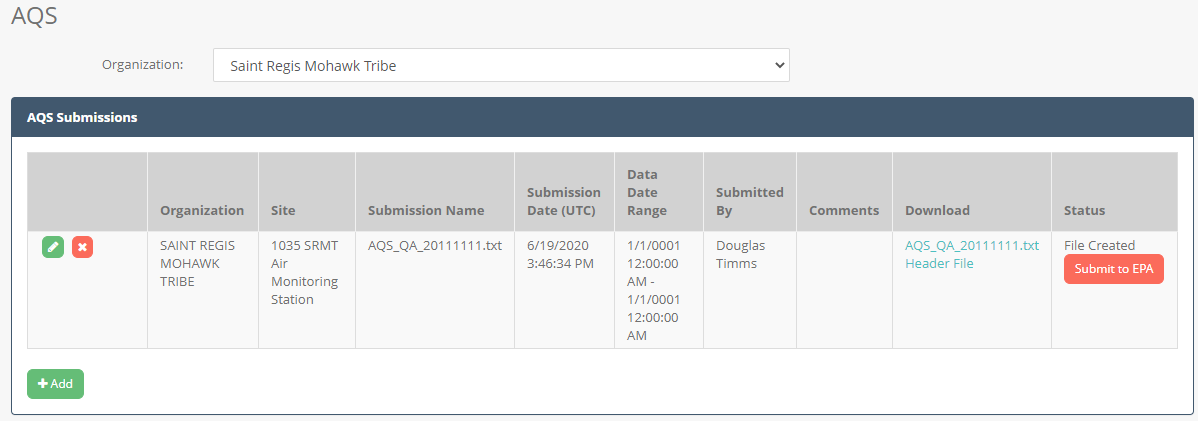 AQS
Organization:
Saint Regis Mohawk Tribe
AQS Submissions
Organization
Site
Submission Name
Submission
Date (UTC)
Data
Date
Range
Submitted
By
Comments
Download
Status
SAINT REGIS
MOHAWK
TRIBE
1035 SRMT
Air
Monitoring
Station
AQS_QA_20111111.txt
6/19/2020
3:46:34 PM
1/1/0001
12:00:00
AM -
1/1/0001
12:00:00
AM
Douglas
Timms
AQS_QA_20111111.txt
Header File
File Created
Submit to EPA
Add